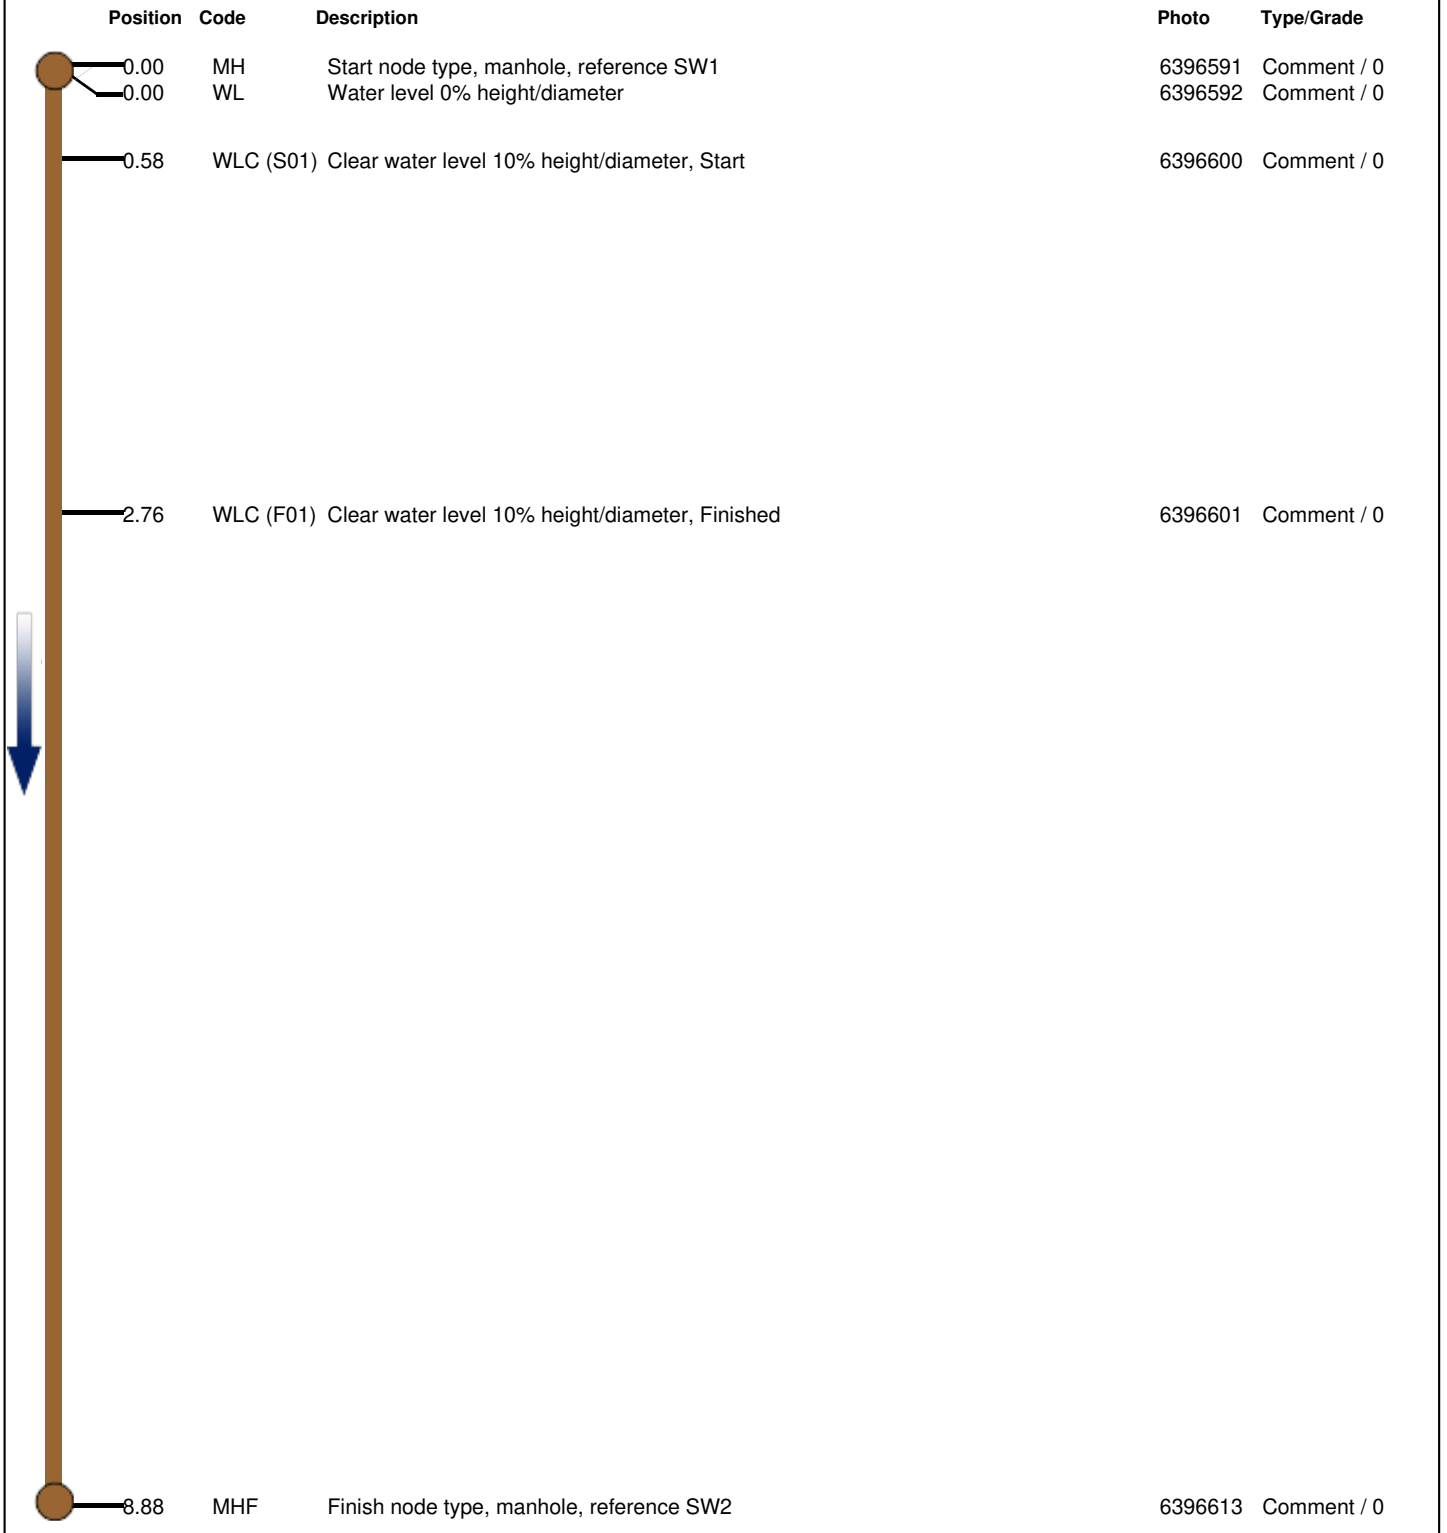 Position Code Description Photo Type/Grade
0.00 MH Start node type, manhole, reference SW1 6396591 Comment / 0
0.00 WL Water level 0% height/diameter 6396592 Comment / 0
0.58 WLC (S01) Clear water level 10% height/diameter, Start 6396600 Comment / 0
2.76 WLC (F01) Clear water level 10% height/diameter, Finished 6396601 Comment / 0
8.88 MHF Finish node type, manhole, reference SW2 6396613 Comment / 0